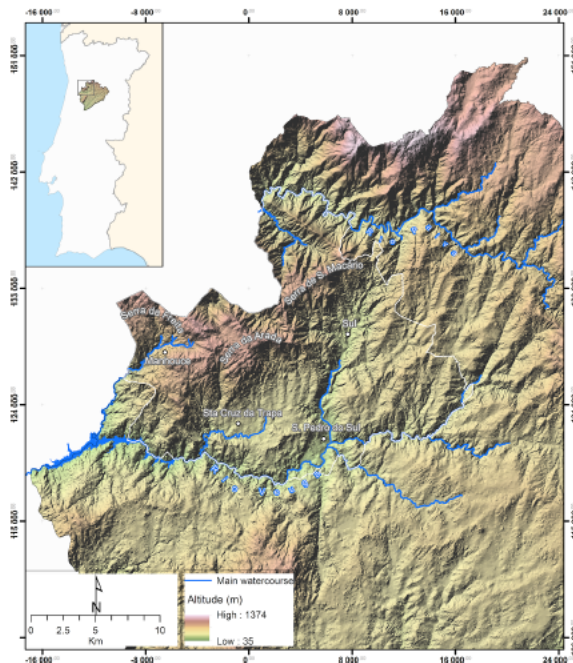 -16 000
-8 000
0
8 000
16 000
24 000
142 000
133 000
124 000
115 000
Serra de S. Macário
Serra da Arada
Sul
Manhouce
Sta Cruz da Trapa
S. Pedro do Sul
Main watercourse
Altitude (m)
High : 1374
Low : 35
N
0
2.5
5
10
Km
-16 000
-8 000
0
8 000
16 000
24 000